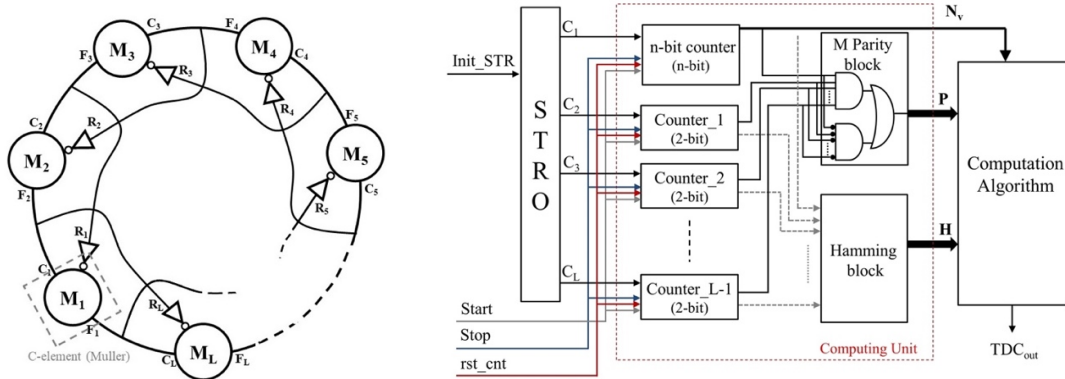 C3
F4
F3
M3
M4
C4
R3
R4
C2
R2
F5
M2
M5
R5
C5
F2
R1
C1
M1
RL
F1
ML
CL
FL
C-element (Muller)
Init_STR
STRO
C1
C2
C3
CL
Start
Stop
rst_cnt
n-bit counter
(n-bit)
Counter_1
(2-bit)
Counter_2
(2-bit)
Counter_L-1
(2-bit)
Computing Unit
M Parity
block
Hamming
block
Nv
P
H
Computation
Algorithm
TDCout